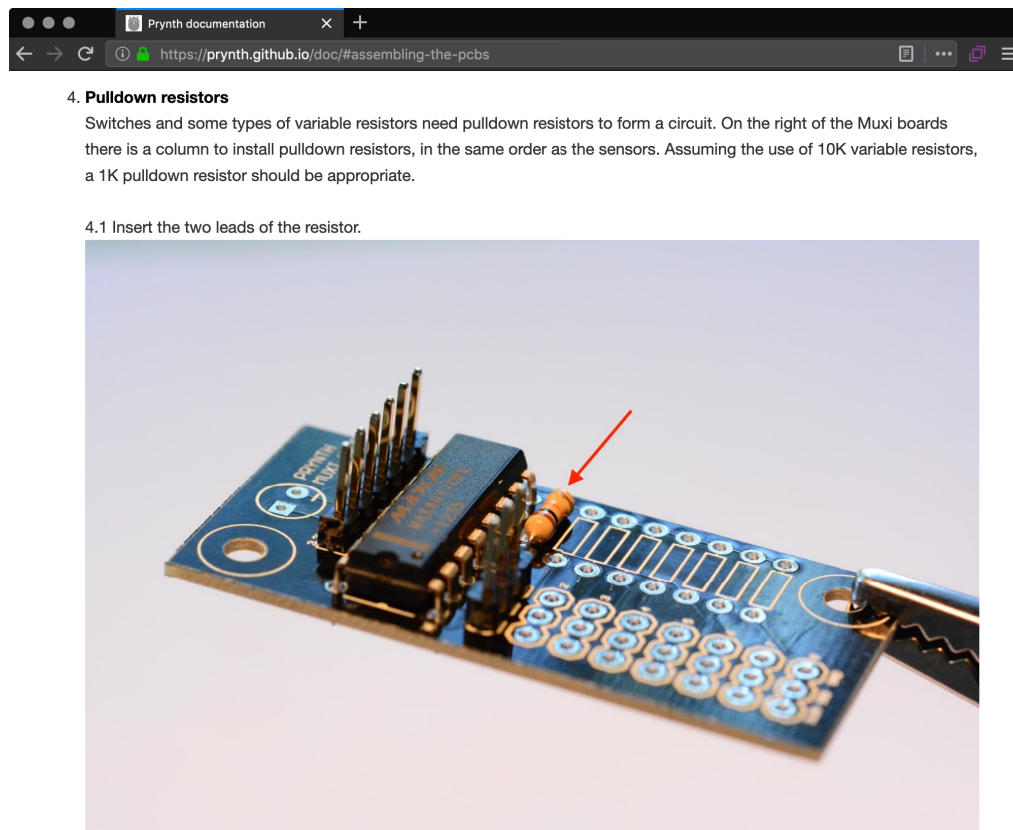 Prynth documentation
https://prynth.github.io/doc/#assembling-the-pcbs
4. Pulldown resistors
Switches and some types of variable resistors need pulldown resistors to form a circuit. On the right of the Muxi boards
there is a column to install pulldown resistors, in the same order as the sensors. Assuming the use of 10K variable resistors,
a 1K pulldown resistor should be appropriate.
4.1 Insert the two leads of the resistor.
PRYNTH
MUXI